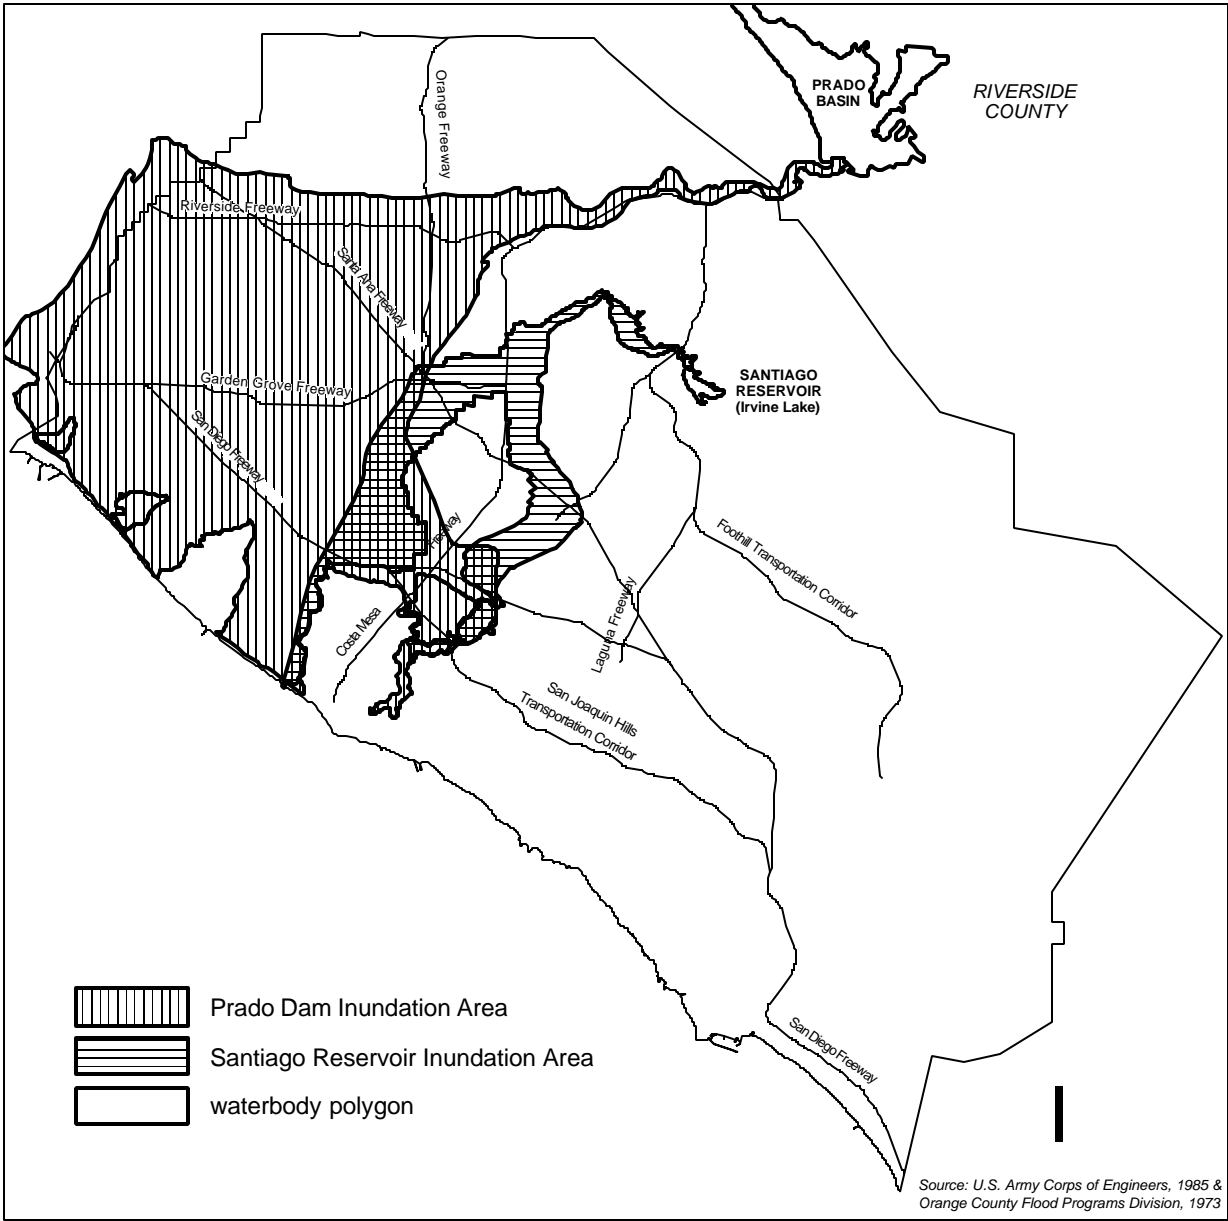 PRADO
BASIN
RIVERSIDE
COUNTY
Orange Freeway
Riverside Freeway
Santa Ana Freeway
Garden Grove Freeway
San Diego Freeway
SANTIAGO
RESERVOIR
(Irvine Lake)
Freeway
Costa Mesa
Foothill Transportation Corridor
Laguna Freeway
San Joaquin Hills
Transportation Corridor
San Diego Freeway
Prado Dam Inundation Area
Santiago Reservoir Inundation Area
waterbody polygon
Source: U.S. Army Corps of Engineers, 1985 &
Orange County Flood Programs Division, 1973